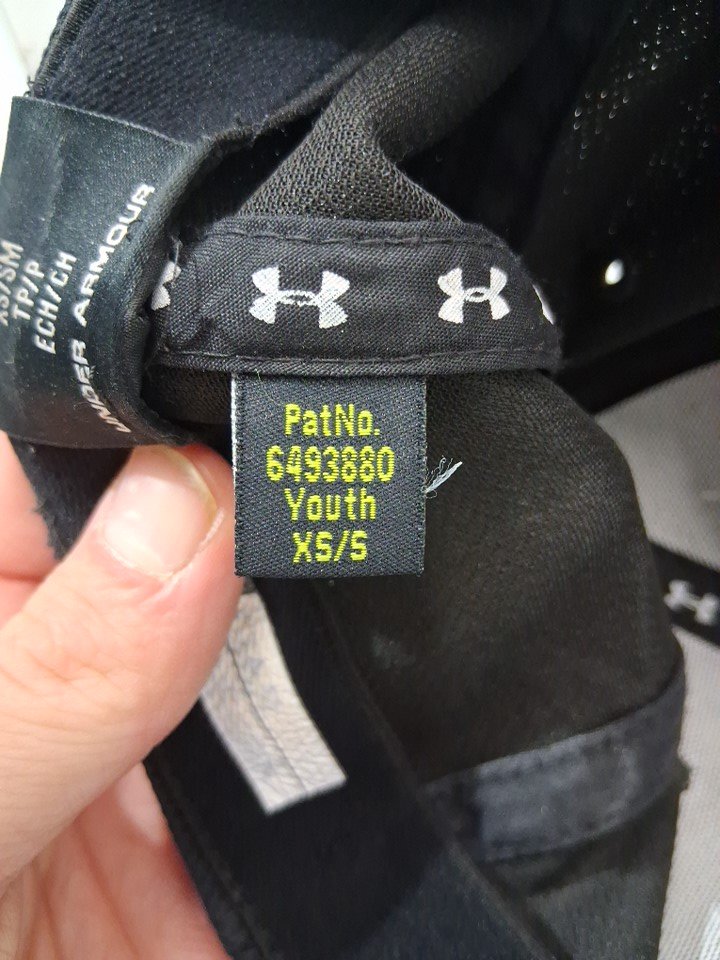 XS/SM
TP/P
ECH/CH
UNDER ARMOUR
PatNo.
6493880
Youth
XS/S